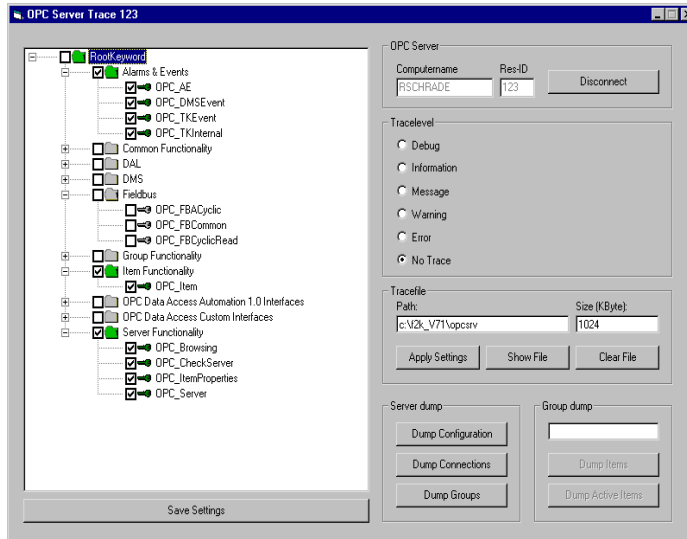 OPC Server Trace 123
RootKeyword
Alarms & Events
OPC_AE
OPC_DMSEvent
OPC_TKEvent
OPC_TKInternal
Common Functionality
DAL
DMS
Fieldbus
OPC_FBACyclic
OPC_FBCommon
OPC_FBCyclicRead
Group Functionality
Item Functionality
OPC_Item
OPC Data Access Automation 1.0 Interfaces
OPC Data Access Custom Interfaces
Server Functionality
OPC_Browsing
OPC_CheckServer
OPC_ItemProperties
OPC_Server
Save Settings
OPC Server
Computername Res-ID
RSCHRADE 123 Disconnect
Tracelevel
Debug
Information
Message
Warning
Error
No Trace
Tracefile
Path: Size (KByte):
c:\f2k_V71\opcsrv 1024
Apply Settings Show File Clear File
Server dump
Dump Configuration
Dump Connections
Dump Groups
Group dump
Dump Items
Dump Active Items